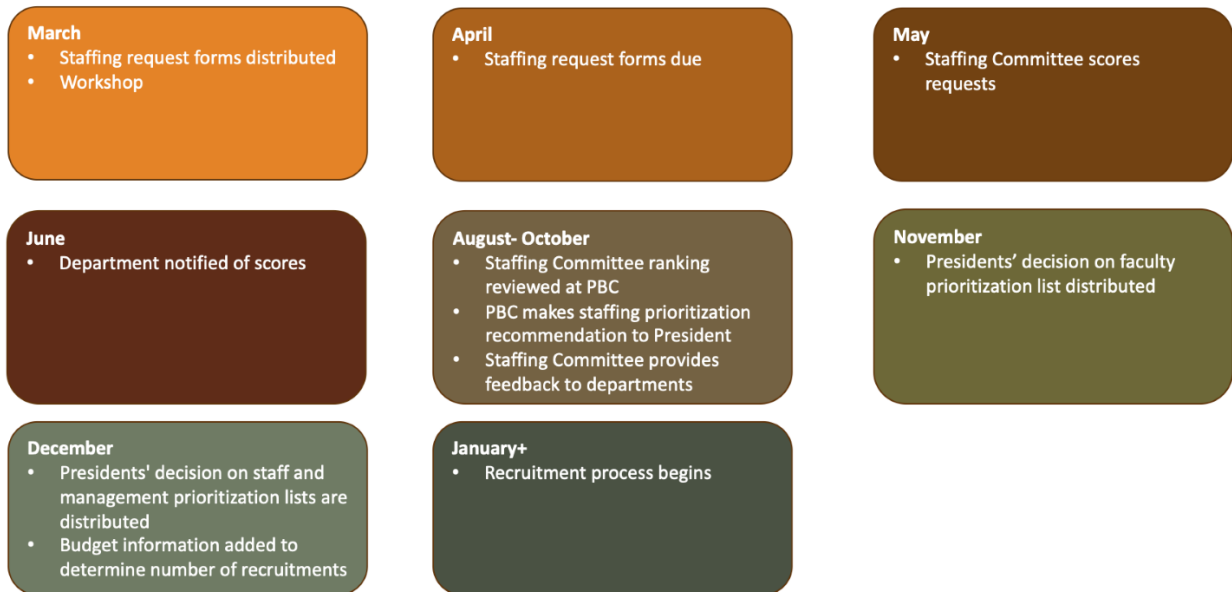 March
• Staffing request forms distributed
• Workshop
April
• Staffing request forms due
May
• Staffing Committee scores
requests
June
• Department notified of scores
August- October
• Staffing Committee ranking
reviewed at PBC
• PBC makes staffing prioritization
recommendation to President
• Staffing Committee provides
feedback to departments
November
• Presidents’ decision on faculty
prioritization list distributed
December
• Presidents' decision on staff and
management prioritization lists are
distributed
• Budget information added to
determine number of recruitments
January+
• Recruitment process begins